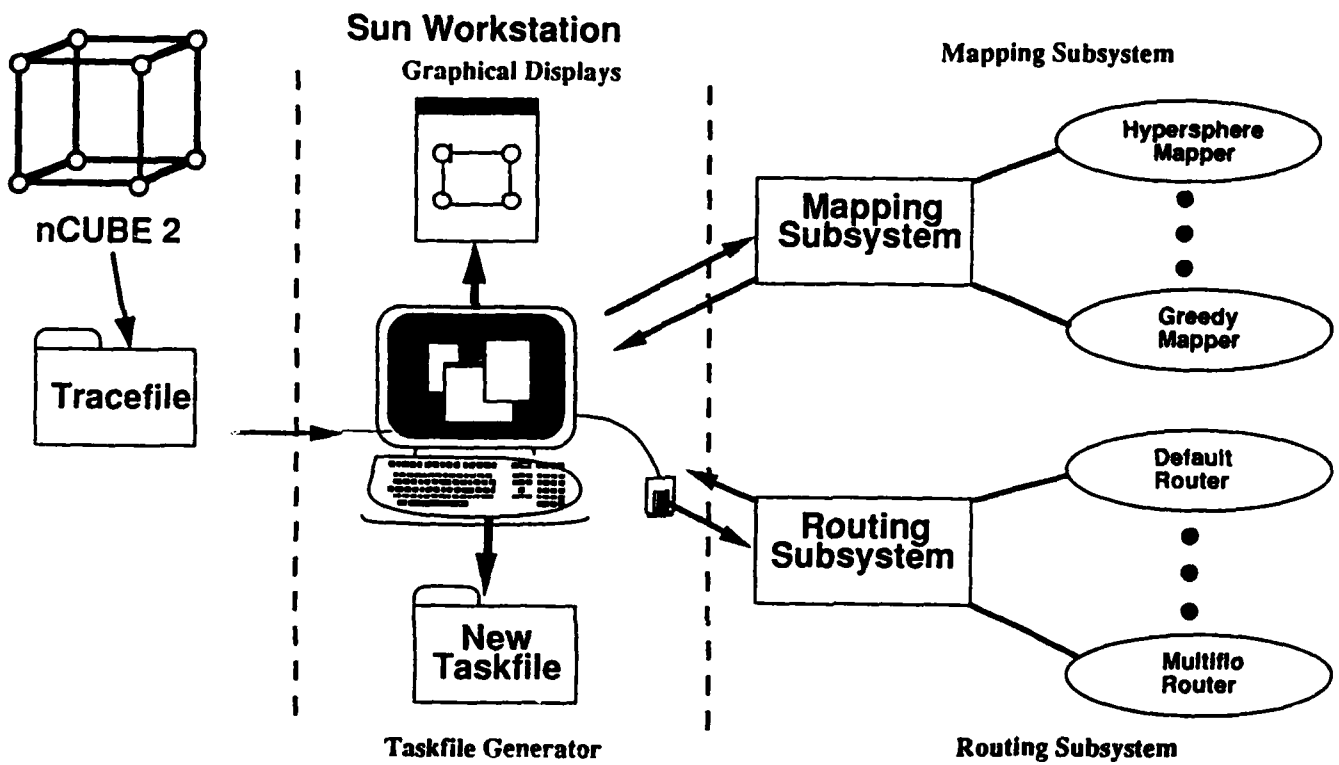 Sun Workstation
Graphical Displays
Mapping Subsystem
nCUBE 2
Tracefile
Mapping
Subsystem
Hypersphere
Mapper
Greedy
Mapper
Routing
Subsystem
Default
Router
Multiflo
Router
New
Taskfile
Taskfile Generator
Routing Subsystem